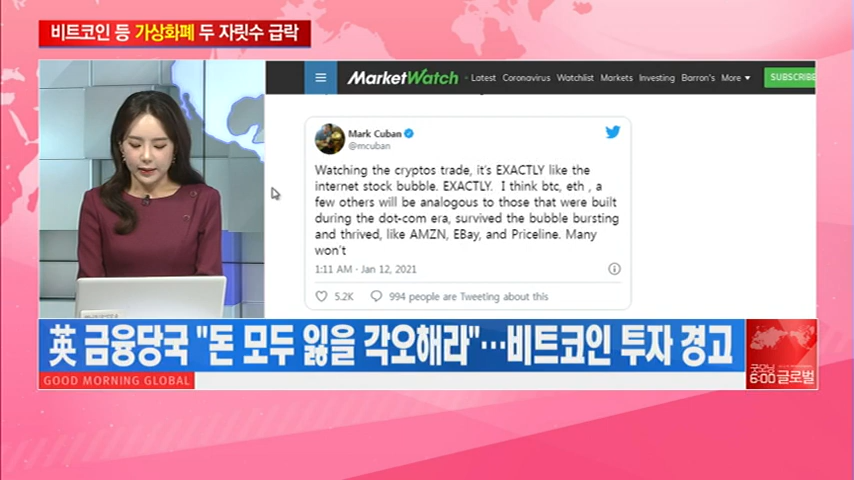 비트코인 등 가상화폐 두 자릿수 급락
MarketWatch Latest Coronavirus Watchlist Markets Investing Barron's More SUBSCRIBE
Mark Cuban
@mcuban
Watching the cryptos trade, it's EXACTLY like the
internet stock bubble. EXACTLY. I think btc, eth , a
few others will be analogous to those that were built
during the dot-com era, survived the bubble bursting
and thrived, like AMZN, EBay, and Priceline. Many
won't
1:11 AM · Jan 12, 2021
5.2K 994 people are Tweeting about this
英 금융당국 "돈 모두 잃을 각오해라"…비트코인 투자 경고
GOOD MORNING GLOBAL
굿모닝
6:00 글로벌